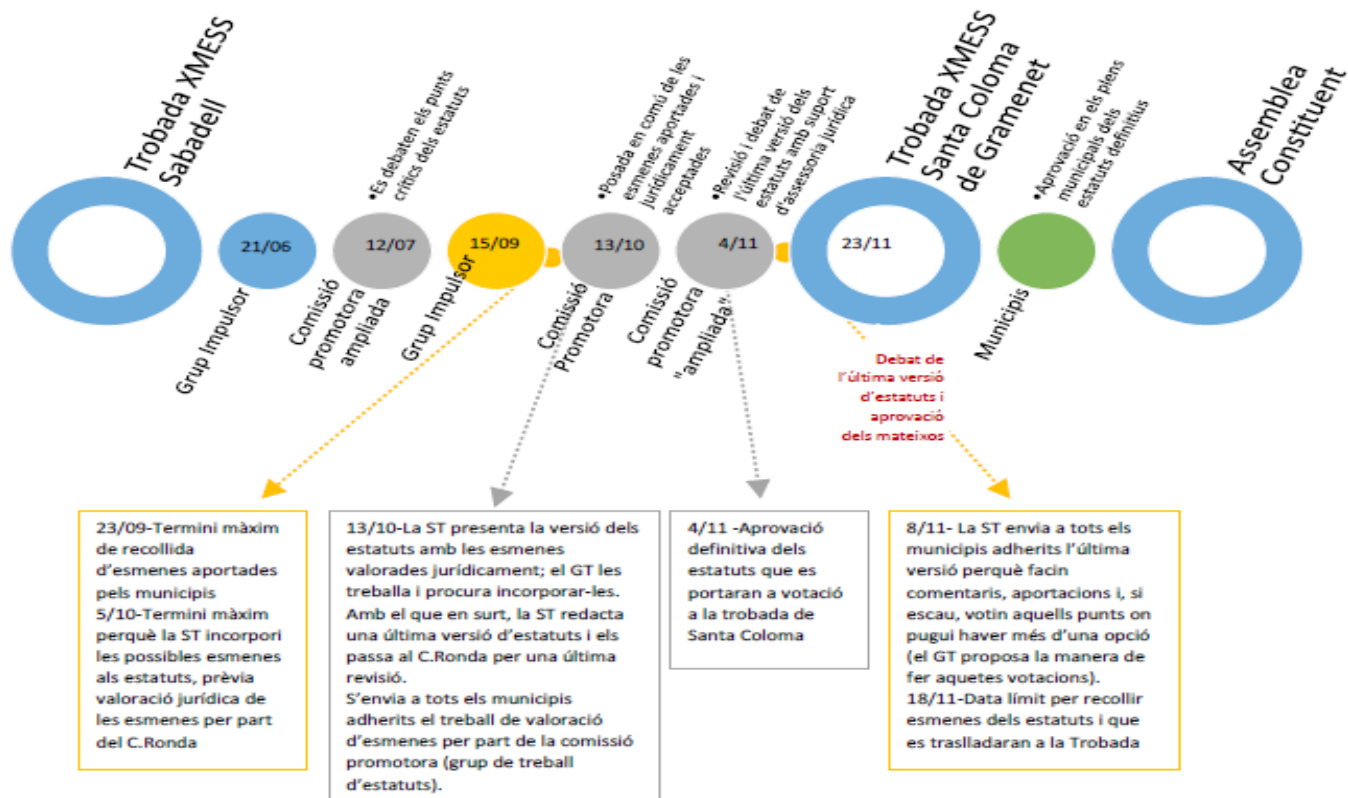 Trobada XMESS
Sabadell
21/06
Grup Impulsor
•Es debaten els punts
crítics dels estatuts
12/07
Comissió
promotora
ampliada
15/09
Grup Impulsor
•Posada en comú de les
esmenes aportades i
jurídicament
acceptades
13/10
Comissió
Promotora
•Revisió i debat de
l'última versió dels
estatuts amb suport
d'assessoria jurídica
4/11
Comissió
promotora
"ampliada"
Trobada XMESS
Santa Coloma
de Gramenet
23/11
•Aprovació en els plens
municipals dels
estatuts definitius
Municipis
Assemblea
Constituent
Debat de
l'última versió
d'estatuts i
aprovació
dels mateixos
23/09-Termini màxim
de recollida
d'esmenes aportades
pels municipis
5/10-Termini màxim
perquè la ST incorpori
les possibles esmenes
als estatuts, prèvia
valoració jurídica de
les esmenes per part
del C.Ronda
13/10-La ST presenta la versió dels
estatuts amb les esmenes
valorades jurídicament; el GT les
treballa i procura incorporar-les.
Amb el que en surt, la ST redacta
una última versió d'estatuts i els
passa al C.Ronda per una última
revisió.
S'envia a tots els municipis
adherits el treball de valoració
d'esmenes per part de la comissió
promotora (grup de treball
d'estatuts).
4/11 -Aprovació
definitiva dels
estatuts que es
portaran a votació
a la trobada de
Santa Coloma
8/11- La ST envia a tots els
municipis adherits l'última
versió perquè facin
comentaris, aportacions i, si
escau, votin aquells punts on
pugui haver més d'una opció
(el GT proposa la manera de
fer aquetes votacions).
18/11-Data límit per recollir
esmenes dels estatuts i que
es traslladaran a la Trobada